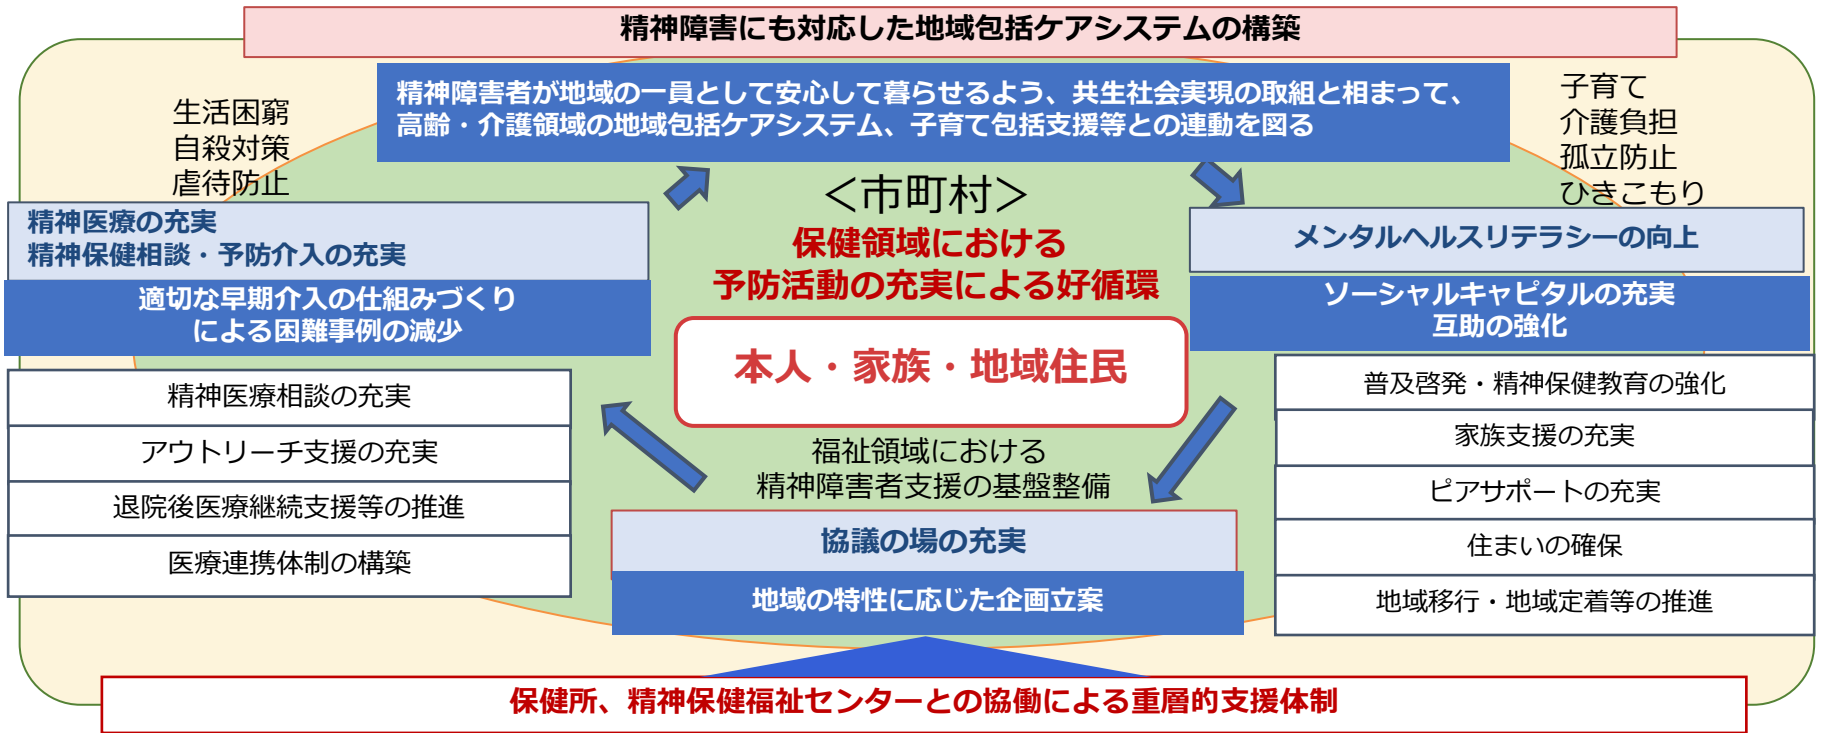 精神障害にも対応した地域包括ケアシステムの構築
精神障害者が地域の一員として安心して暮らせるよう、共生社会実現の取組と相まって、
高齢・介護領域の地域包括ケアシステム、子育て包括支援等との連動を図る
生活困窮
自殺対策
虐待防止
子育て
介護負担
孤立防止
ひきこもり
＜市町村＞
保健領域における
予防活動の充実による好循環
本人・家族・地域住民
福祉領域における
精神障害者支援の基盤整備
精神医療の充実
精神保健相談・予防介入の充実
適切な早期介入の仕組みづくり
による困難事例の減少
精神医療相談の充実
アウトリーチ支援の充実
退院後医療継続支援等の推進
医療連携体制の構築
メンタルヘルスリテラシーの向上
ソーシャルキャピタルの充実
互助の強化
普及啓発・精神保健教育の強化
家族支援の充実
ピアサポートの充実
住まいの確保
地域移行・地域定着等の推進
協議の場の充実
地域の特性に応じた企画立案
保健所、精神保健福祉センターとの協働による重層的支援体制